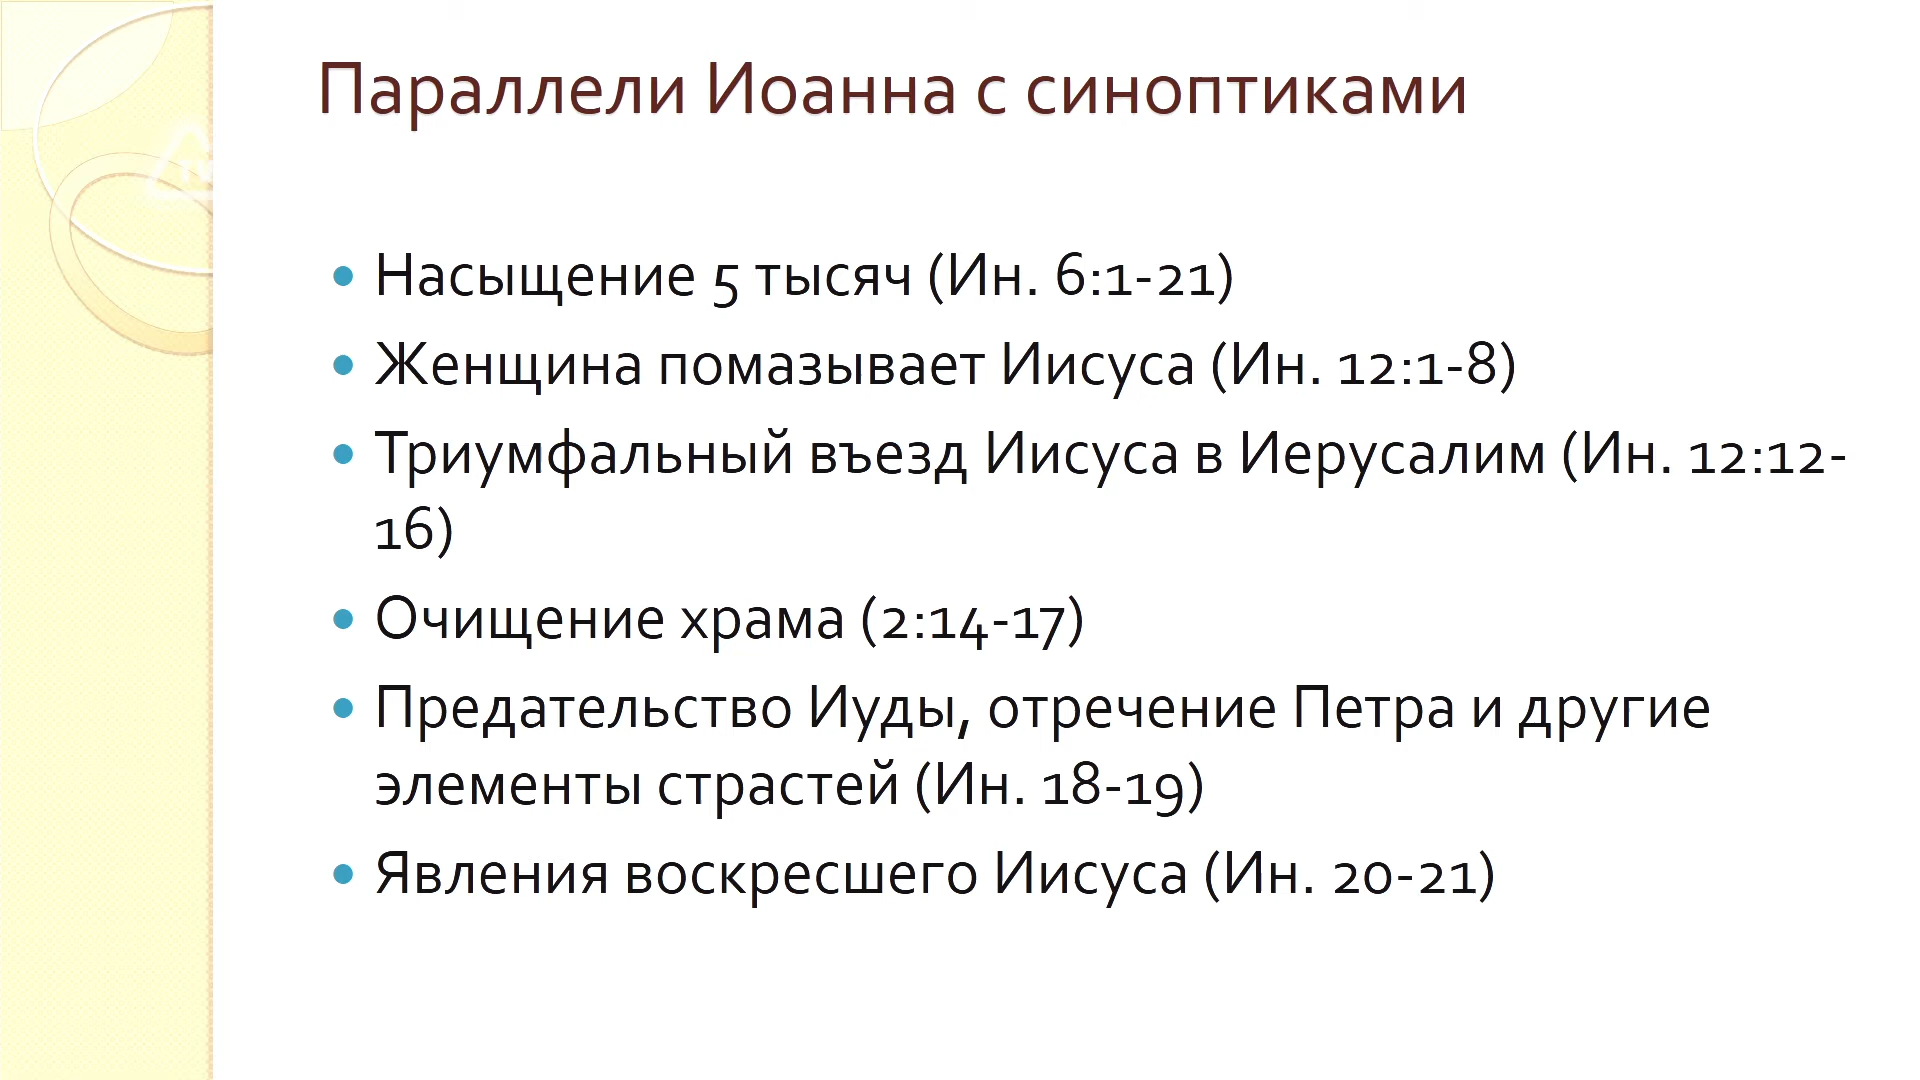 Параллели Иоанна с синоптиками
Насыщение 5 тысяч (Ин. 6:1-21)
Женщина помазывает Иисуса (Ин. 12:1-8)
Триумфальный въезд Иисуса в Иерусалим (Ин. 12:12-
16)
Очищение храма (2:14-17)
Предательство Иуды, отречение Петра и другие
элементы страстей (Ин. 18-19)
Явления воскресшего Иисуса (Ин. 20-21)